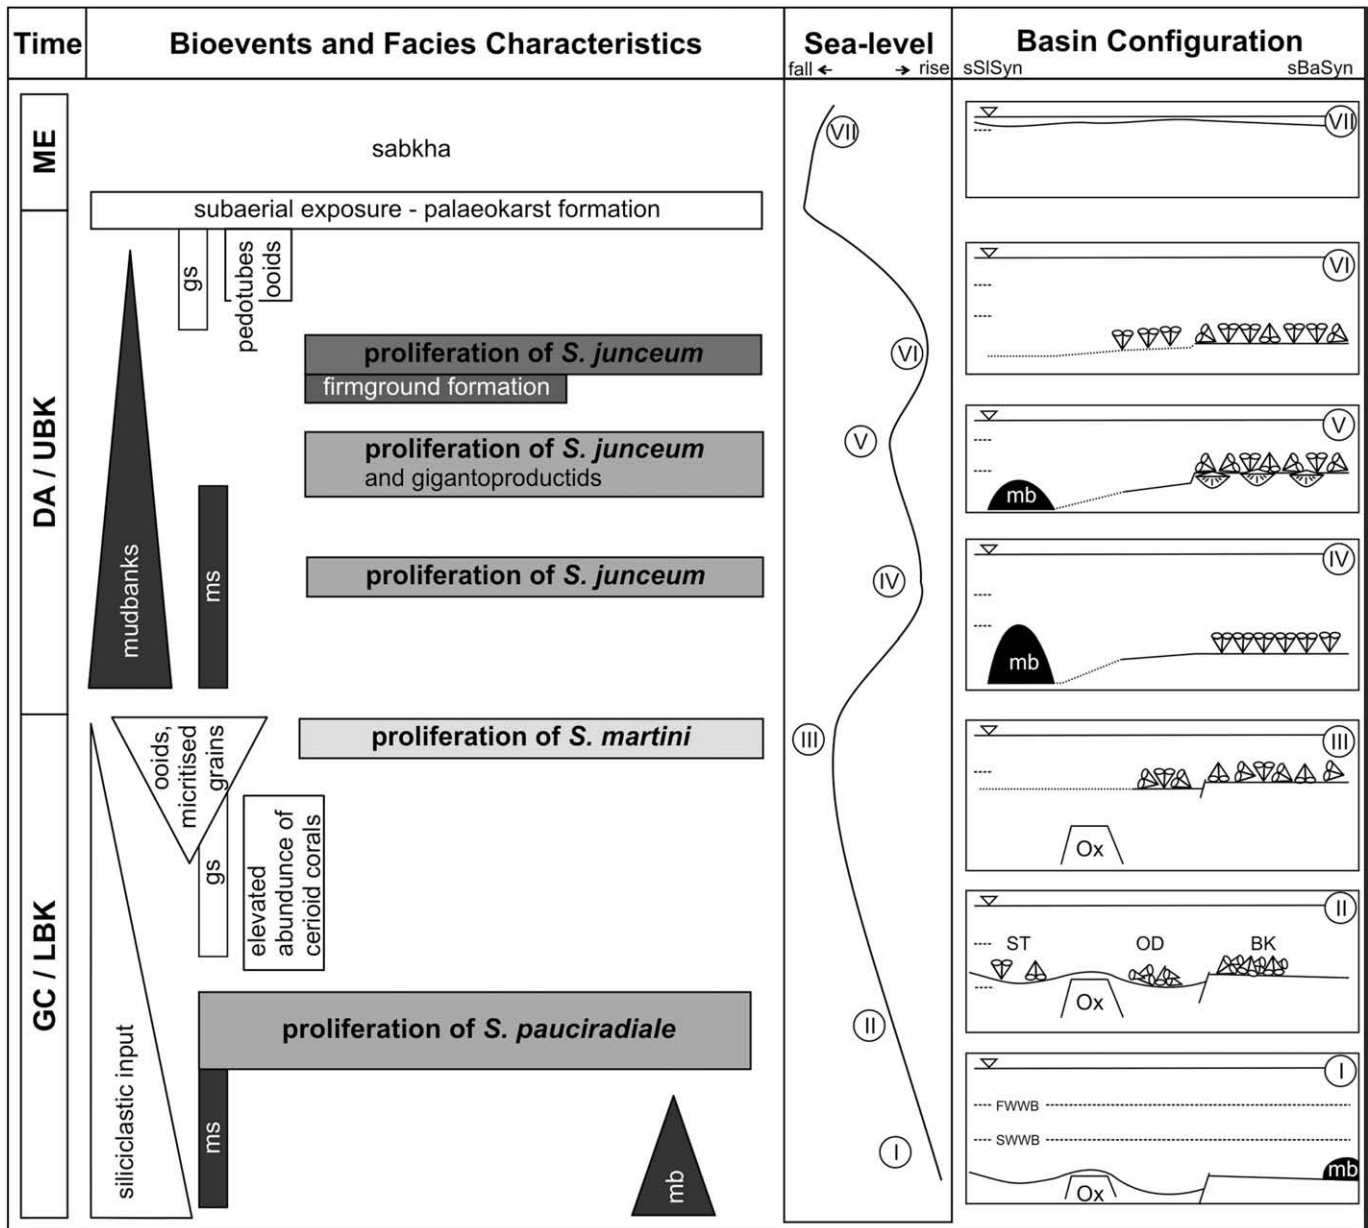 Time
Bioevents and Facies Characteristics
Sea-level
fall ← → rise
Basin Configuration
sSlSyn sBaSyn
ME
DA / UBK
GC / LBK
sabkha
subaerial exposure - palaeokarst formation
gs
pedotubes
ooids
proliferation of S. junceum
firmground formation
proliferation of S. junceum
and gigantoproductids
mudbanks
ms
proliferation of S. junceum
ooids,
micritised
grains
proliferation of S. martini
gs
elevated
abundance of
cerioid corals
siliciclastic input
proliferation of S. pauciradiale
ms
mb
VII
VI
V
IV
III
II
I
VII
VI
V
mb
IV
mb
III
Ox
II
ST OD BK
Ox
I
FWWB
SWWB
mb
Ox